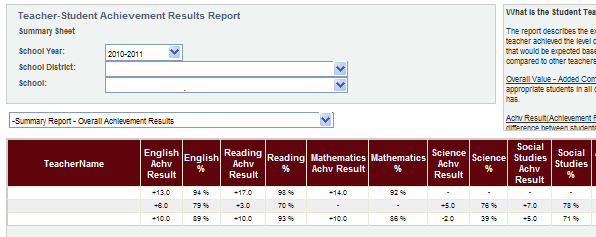 Teacher-Student Achievement Results Report
Summary Sheet
School Year: 2010-2011
School District:
School:
-Summary Report - Overall Achievement Results
What is the Student Tea
The report describes the ex
teacher achieved the level o
that would be expected base
compared to other teachers
Overall Value - Added Com
appropriate students in all c
has.
Achv Result(Achievement R
difference between students
TeacherName English Achv Result English % Reading Achv Result Reading % Mathematics Achv Result Mathematics % Science Achv Result Science % Social Studies Achv Result Social Studies %
+13.0 94 % +17.0 98 % +14.0 92 % - - - -
+6.0 79 % +3.0 70 % - - +5.0 76 % +7.0 78 %
+10.0 89 % +10.0 93 % +10.0 86 % -2.0 39 % +5.0 71 %